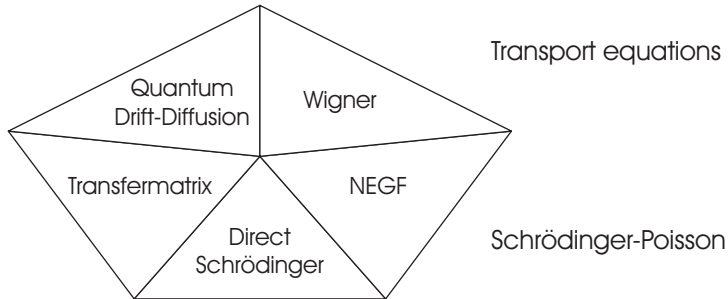 Transport equations
Quantum
Drift-Diffusion
Wigner
Transfermatrix
NEGF
Direct
Schrödinger
Schrödinger-Poisson